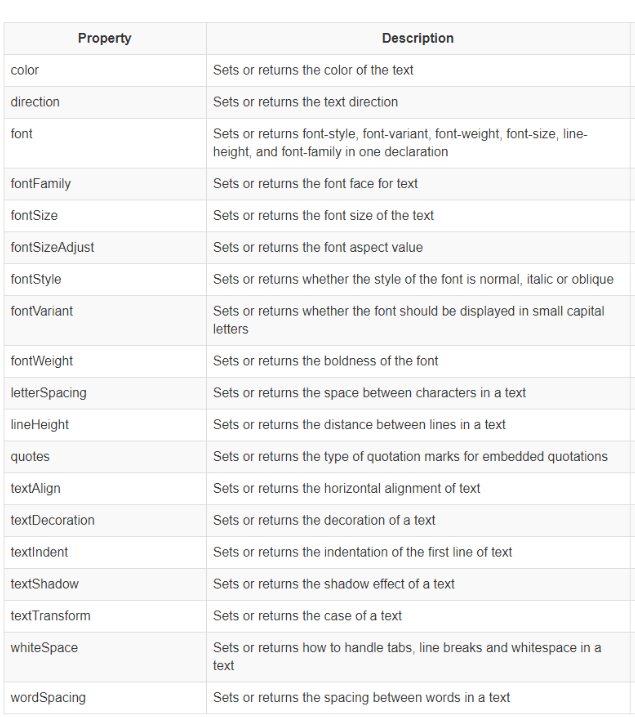 Property Description
color Sets or returns the color of the text
direction Sets or returns the text direction
font Sets or returns font-style, font-variant, font-weight, font-size, line-
height, and font-family in one declaration
fontFamily Sets or returns the font face for text
fontSize Sets or returns the font size of the text
fontSizeAdjust Sets or returns the font aspect value
fontStyle Sets or returns whether the style of the font is normal, italic or oblique
fontVariant Sets or returns whether the font should be displayed in small capital
letters
fontWeight Sets or returns the boldness of the font
letterSpacing Sets or returns the space between characters in a text
lineHeight Sets or returns the distance between lines in a text
quotes Sets or returns the type of quotation marks for embedded quotations
textAlign Sets or returns the horizontal alignment of text
textDecoration Sets or returns the decoration of a text
textIndent Sets or returns the indentation of the first line of text
textShadow Sets or returns the shadow effect of a text
textTransform Sets or returns the case of a text
whiteSpace Sets or returns how to handle tabs, line breaks and whitespace in a
text
wordSpacing Sets or returns the spacing between words in a text